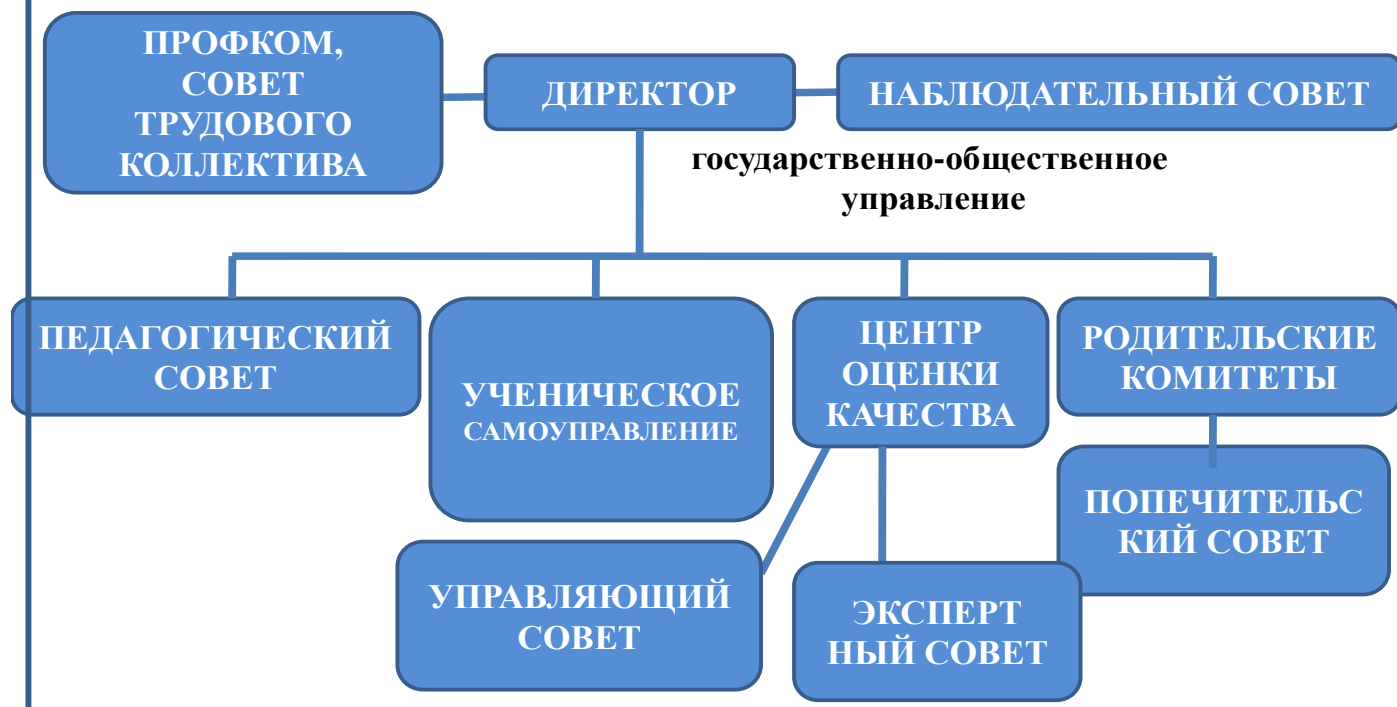 ПРОФКОМ,
СОВЕТ
ТРУДОВОГО
КОЛЛЕКТИВА
ДИРЕКТОР
НАБЛЮДАТЕЛЬНЫЙ СОВЕТ
государственно-общественное
управление
ПЕДАГОГИЧЕСКИЙ
СОВЕТ
УЧЕНИЧЕСКОЕ
САМОУПРАВЛЕНИЕ
ЦЕНТР
ОЦЕНКИ
КАЧЕСТВА
РОДИТЕЛЬСКИЕ
КОМИТЕТЫ
УПРАВЛЯЮЩИЙ
СОВЕТ
ЭКСПЕРТ
НЫЙ СОВЕТ
ПОПЕЧИТЕЛЬС
КИЙ СОВЕТ